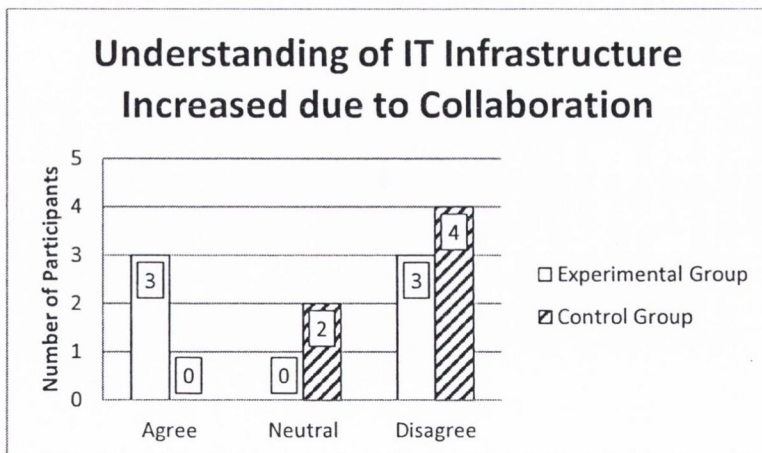 Understanding of IT Infrastructure
Increased due to Collaboration
Number of Participants
5
4
3
2
1
0
3
0
0
2
3
4
Agree
Neutral
Disagree
Experimental Group
Control Group